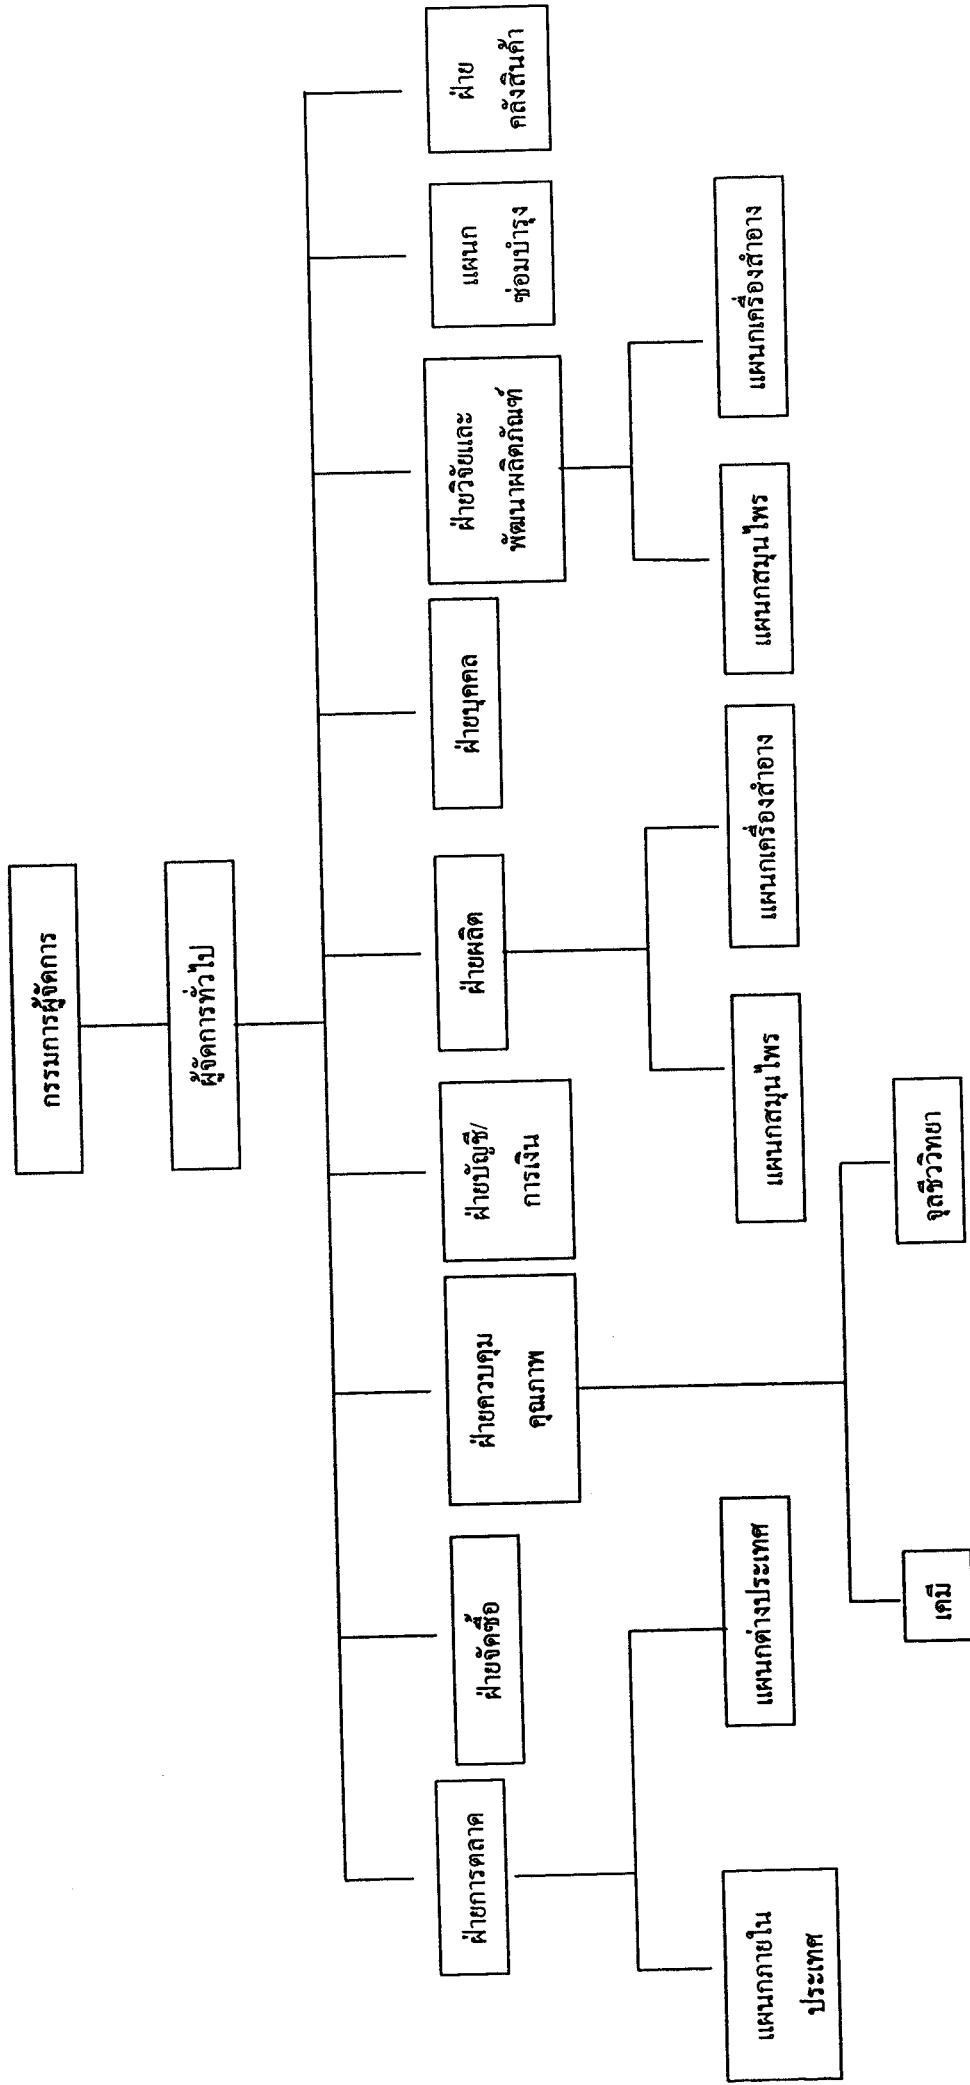 กรรมการผู้จัดการ
ผู้จัดการทั่วไป
ฝ่ายการตลาด
ฝ่ายจัดซื้อ
ฝ่ายควบคุม
คุณภาพ
ฝ่ายบัญชี/
การเงิน
ฝ่ายผลิต
ฝ่ายบุคคล
ฝ่ายวิจัยและ
พัฒนาผลิตภัณฑ์
แผนก
ซ่อมบำรุง
ฝ่าย
คลังสินค้า
แผนกภายใน
ประเทศ
แผนกต่างประเทศ
แผนกสมุนไพร
แผนกเครื่องสำอาง
แผนกสมุนไพร
แผนกเครื่องสำอาง
เคมี
จุลชีววิทยา